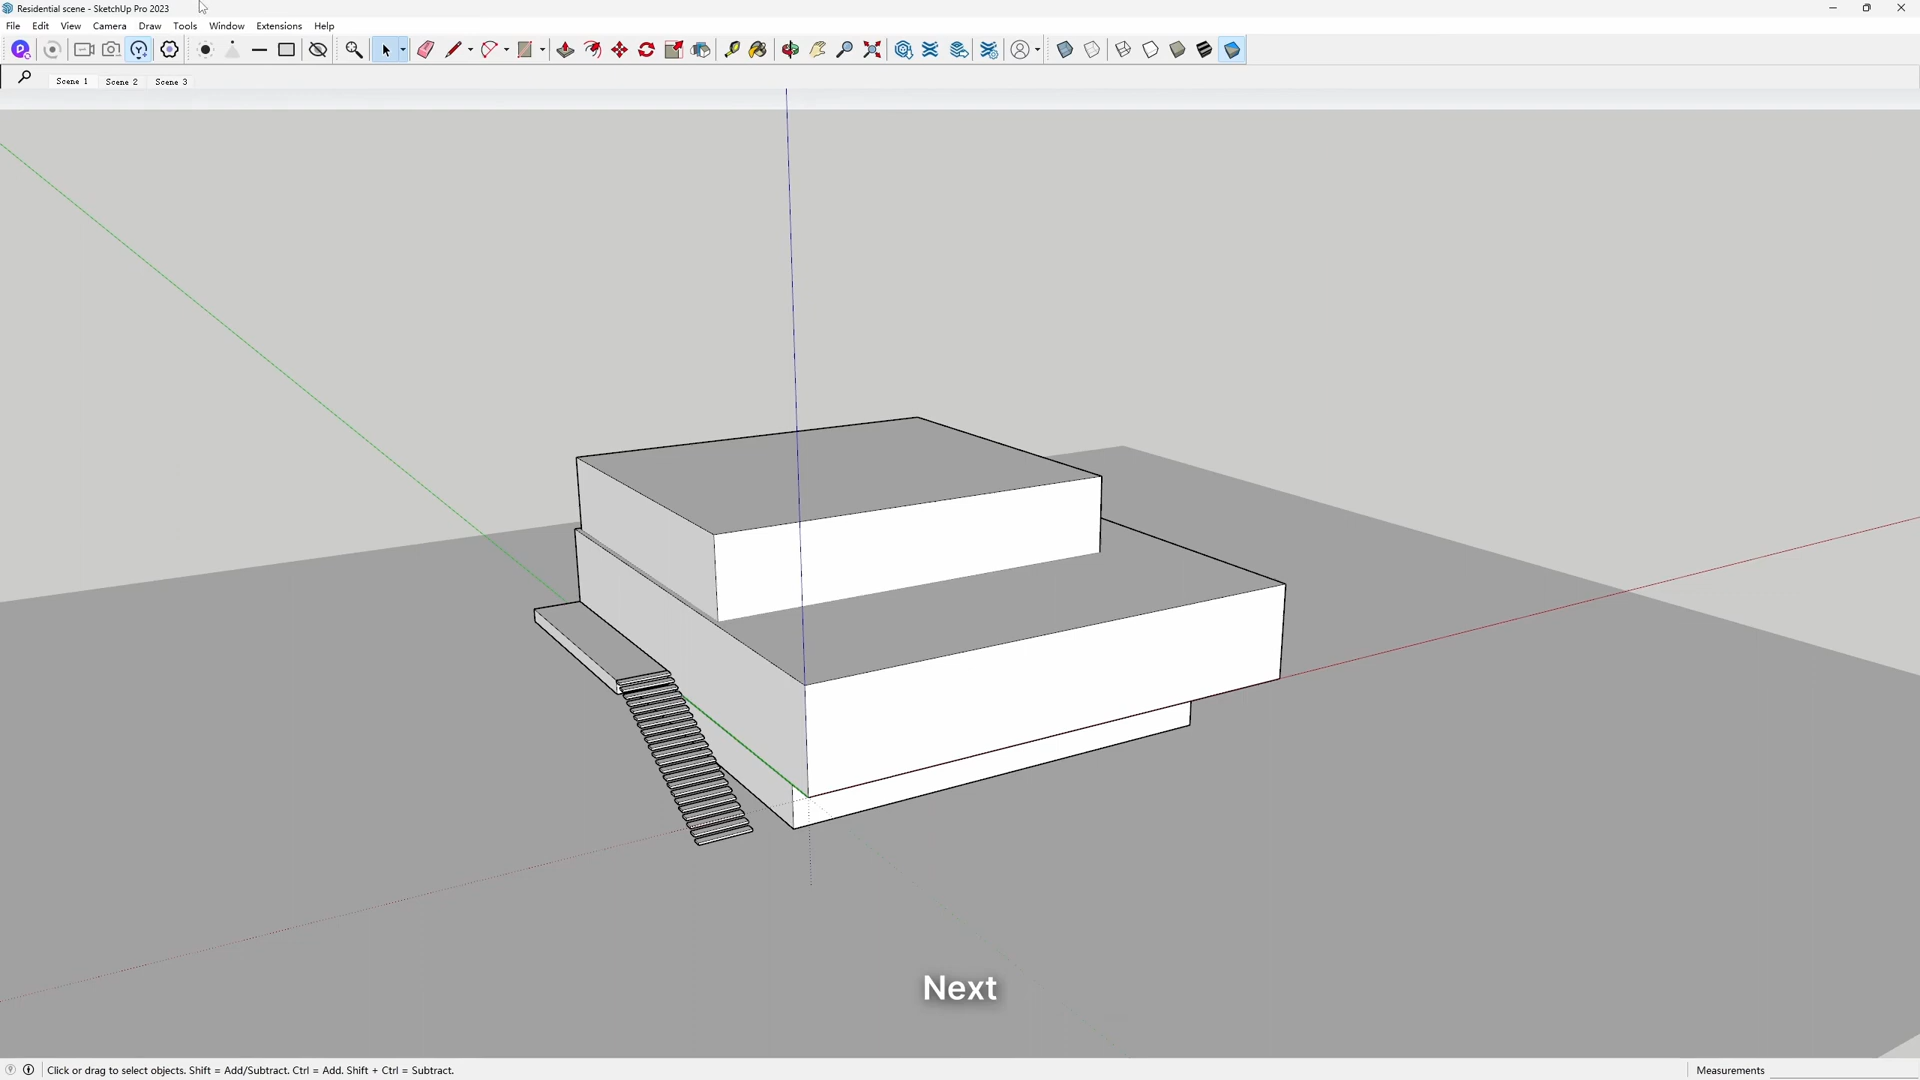 Residential scene - SketchUp Pro 2023
File Edit View Camera Draw Tools Window Extensions Help
Scene 1 Scene 2 Scene 3
Next
Click or drag to select objects. Shift = Add/Subtract. Ctrl = Add. Shift + Ctrl = Subtract.
Measurements